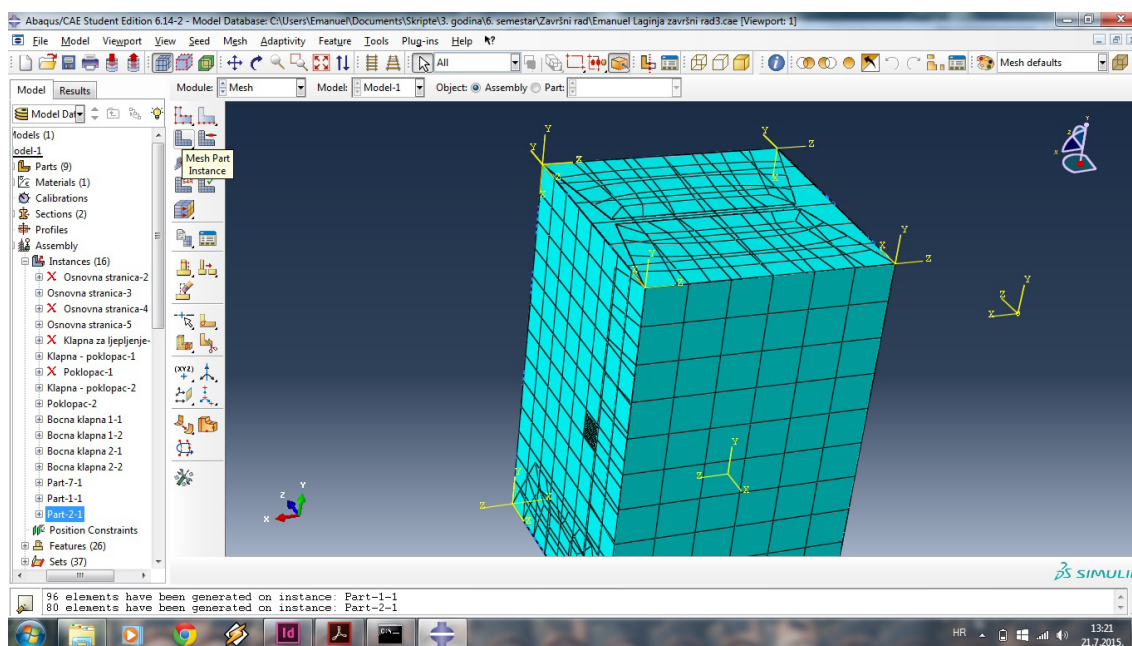 Abaqus/CAE Student Edition 6.14-2 - Model Database: C:\Users\Emanuel\Documents\Skripte\3. godina\6. semestar\Završni rad\Emanuel Laginja završni rad3.cae [Viewport: 1]
File Model Viewport View Seed Mesh Adaptivity Feature Tools Plug-ins Help
All Mesh defaults
Model Results Module: Mesh Model: Model-1 Object: Assembly Part:
Model Dat
Models (1)
odel-1
Parts (9)
Materials (1)
Calibrations
Sections (2)
Profiles
Assembly
Instances (16)
Osnovna stranica-2
Osnovna stranica-3
Osnovna stranica-4
Osnovna stranica-5
Klapna za ljepljenje-
Klapna - poklopac-1
Poklopac-1
Klapna - poklopac-2
Poklopac-2
Bocna klapna 1-1
Bocna klapna 1-2
Bocna klapna 2-1
Bocna klapna 2-2
Part-7-1
Part-1-1
Part-2-1
Position Constraints
Features (26)
Sets (37)
Mesh Part
Instance
(XYZ)
Y
Y
X
Z
Y
Z
X
Y
Z
X
Z
Y
X
Y
X
Z
Y
X
SIMULI
96 elements have been generated on instance: Part-1-1
80 elements have been generated on instance: Part-2-1
Id
C:\
HR
13:21
21.7.2015.